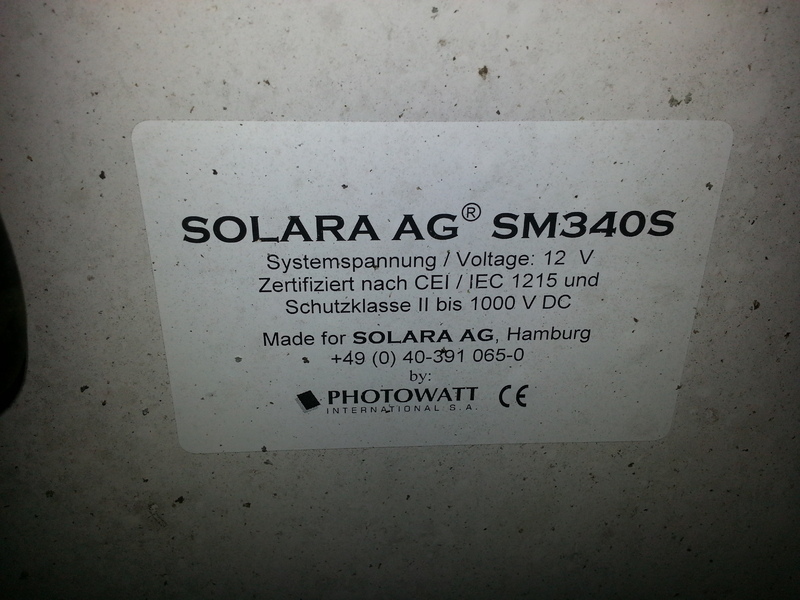 SOLARA AG® SM340S
Systemspannung / Voltage: 12 V
Zertifiziert nach CEI / IEC 1215 und
Schutzklasse II bis 1000 V DC
Made for SOLARA AG, Hamburg
+49 (0) 40-391 065-0
by:
PHOTOWATT CE
INTERNATIONAL S.A.